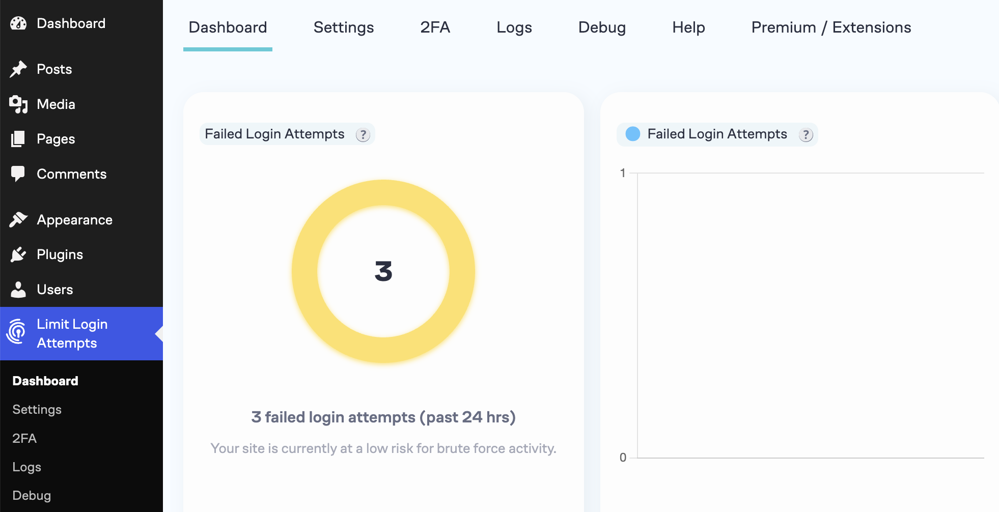 Dashboard
Posts
Media
Pages
Comments
Appearance
Plugins
Users
Limit Login
Attempts
Dashboard
Settings
2FA
Logs
Debug
Dashboard Settings 2FA Logs Debug Help Premium / Extensions
Failed Login Attempts ?
3
3 failed login attempts (past 24 hrs)
Your site is currently at a low risk for brute force activity.
Failed Login Attempts ?
1
0